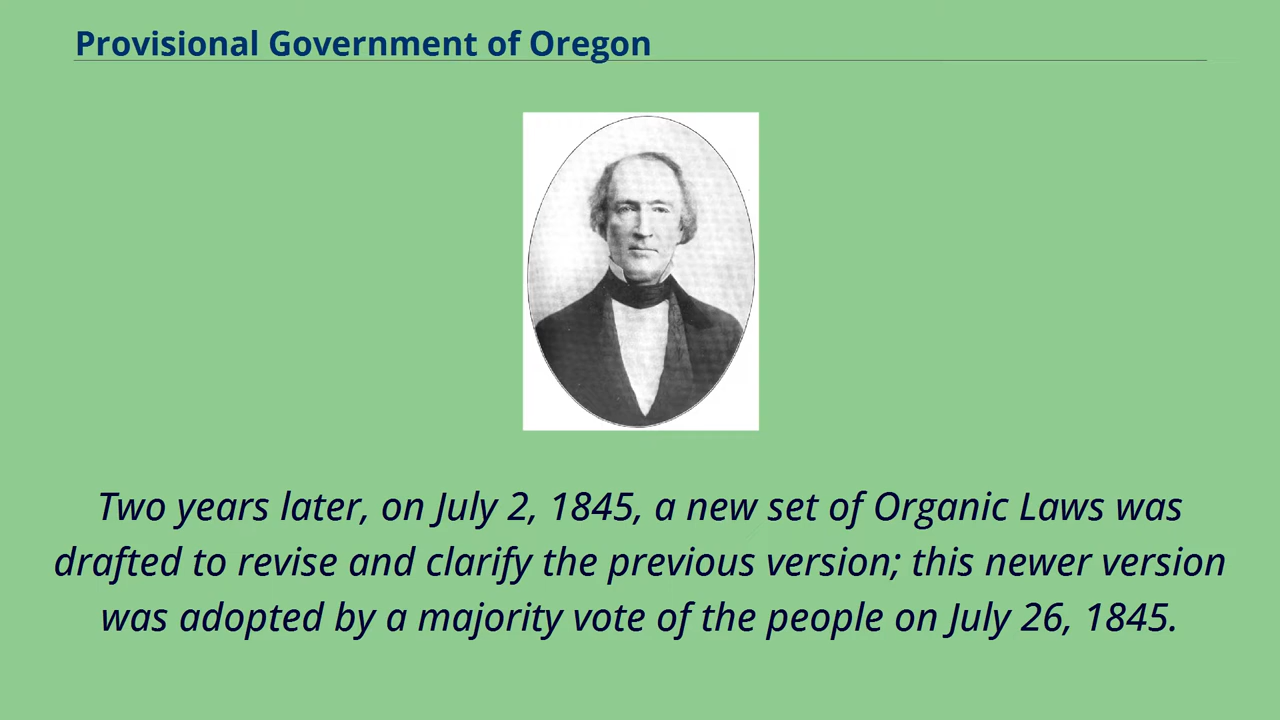 Provisional Government of Oregon
Two years later, on July 2, 1845, a new set of Organic Laws was
drafted to revise and clarify the previous version; this newer version
was adopted by a majority vote of the people on July 26, 1845.